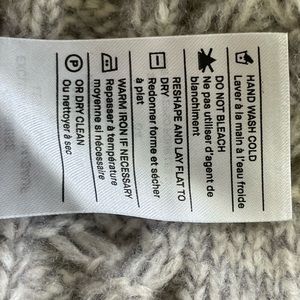 HAND WASH COLD
Lever à la main à l'eau froide
DO NOT BLEACH
Ne pas utiliser d'agent de
blanchiment
RESHAPE AND LAY FLAT TO
DRY
Redonner forme et sécher
à plat
WARM IRON IF NECESSARY
Repasser à température
moyenne si nécessaire
P
OR DRY CLEAN
Ou nettoyer à sec